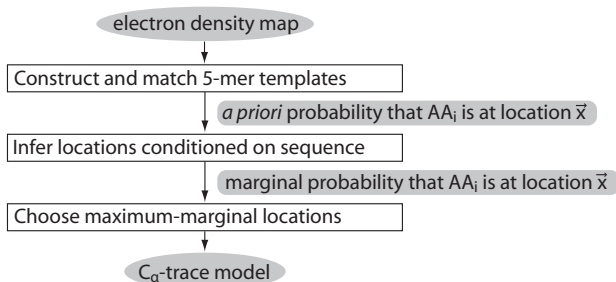 electron density map
Construct and match 5-mer templates
a priori probability that AAᵢ is at location x⃗
Infer locations conditioned on sequence
marginal probability that AAᵢ is at location x⃗
Choose maximum-marginal locations
Cα-trace model